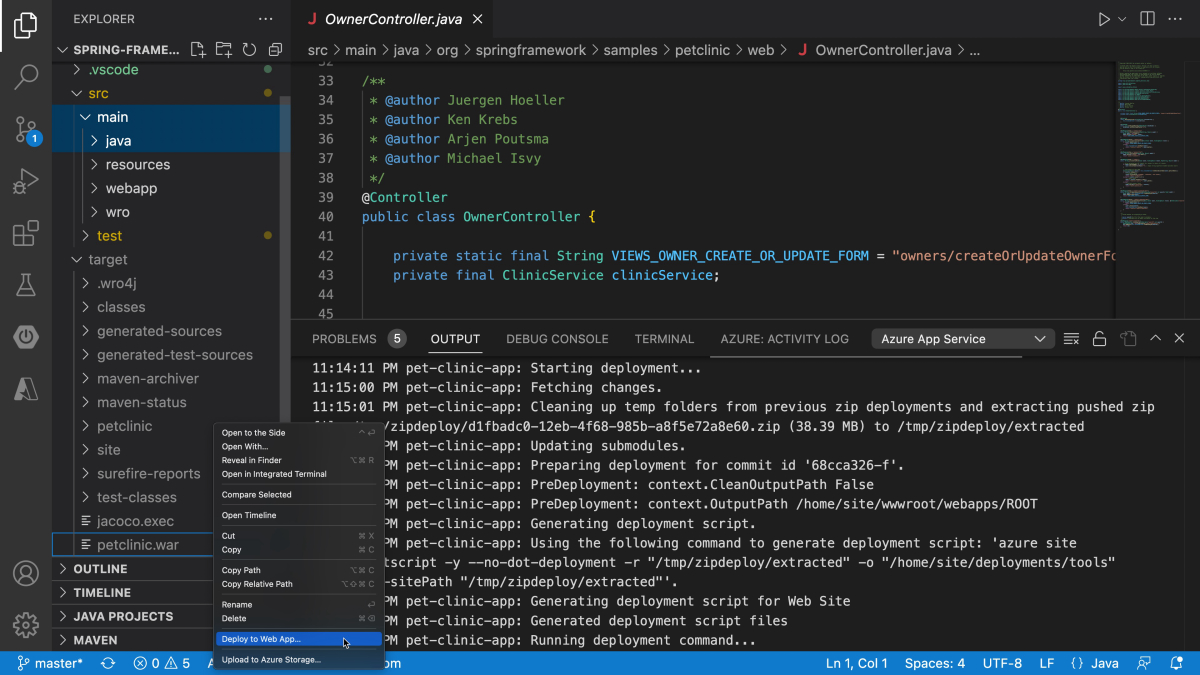 EXPLORER
SPRING-FRAME...
.vscode
src
main
java
resources
webapp
wro
test
target
.wro4j
classes
generated-sources
generated-test-sources
maven-archiver
maven-status
petclinic
site
surefire-reports
test-classes
jacoco.exec
petclinic.war
OUTLINE
TIMELINE
JAVA PROJECTS
MAVEN
1
J OwnerController.java
src > main > java > org > springframework > samples > petclinic > web > J OwnerController.java > ...
32
33 /**
34 * @author Juergen Hoeller
35 * @author Ken Krebs
36 * @author Arjen Poutsma
37 * @author Michael Isvy
38 */
39 @Controller
40 public class OwnerController {
41
42 private static final String VIEWS_OWNER_CREATE_OR_UPDATE_FORM = "owners/createOrUpdateOwnerFo
43 private final ClinicService clinicService;
44
45
PROBLEMS 5 OUTPUT DEBUG CONSOLE TERMINAL AZURE: ACTIVITY LOG Azure App Service
11:14:11 PM pet-clinic-app: Starting deployment...
11:15:00 PM pet-clinic-app: Fetching changes.
11:15:01 PM pet-clinic-app: Cleaning up temp folders from previous zip deployments and extracting pushed zip
/zipdeploy/d1fbadc0-12eb-4f68-985b-a8f5e72a8e60.zip (38.39 MB) to /tmp/zipdeploy/extracted
PM pet-clinic-app: Updating submodules.
PM pet-clinic-app: Preparing deployment for commit id '68cca326-f'.
PM pet-clinic-app: PreDeployment: context.CleanOutputPath False
PM pet-clinic-app: PreDeployment: context.OutputPath /home/site/wwwroot/webapps/ROOT
PM pet-clinic-app: Generating deployment script.
PM pet-clinic-app: Using the following command to generate deployment script: 'azure site
tscript -y --no-dot-deployment -r "/tmp/zipdeploy/extracted" -o "/home/site/deployments/tools"
-sitePath "/tmp/zipdeploy/extracted"'.
PM pet-clinic-app: Generating deployment script for Web Site
PM pet-clinic-app: Generated deployment script files
PM pet-clinic-app: Running deployment command...
Open to the Side ^⏎
Open With...
Reveal in Finder ⌥⌘R
Open in Integrated Terminal
Compare Selected
Open Timeline
Cut ⌘X
Copy ⌘C
Copy Path ⌥⌘C
Copy Relative Path ⌥⇧⌘C
Rename ⏎
Delete ⌘⌫
Deploy to Web App...
Upload to Azure Storage...
master* 0 5 om Ln 1, Col 1 Spaces: 4 UTF-8 LF {} Java